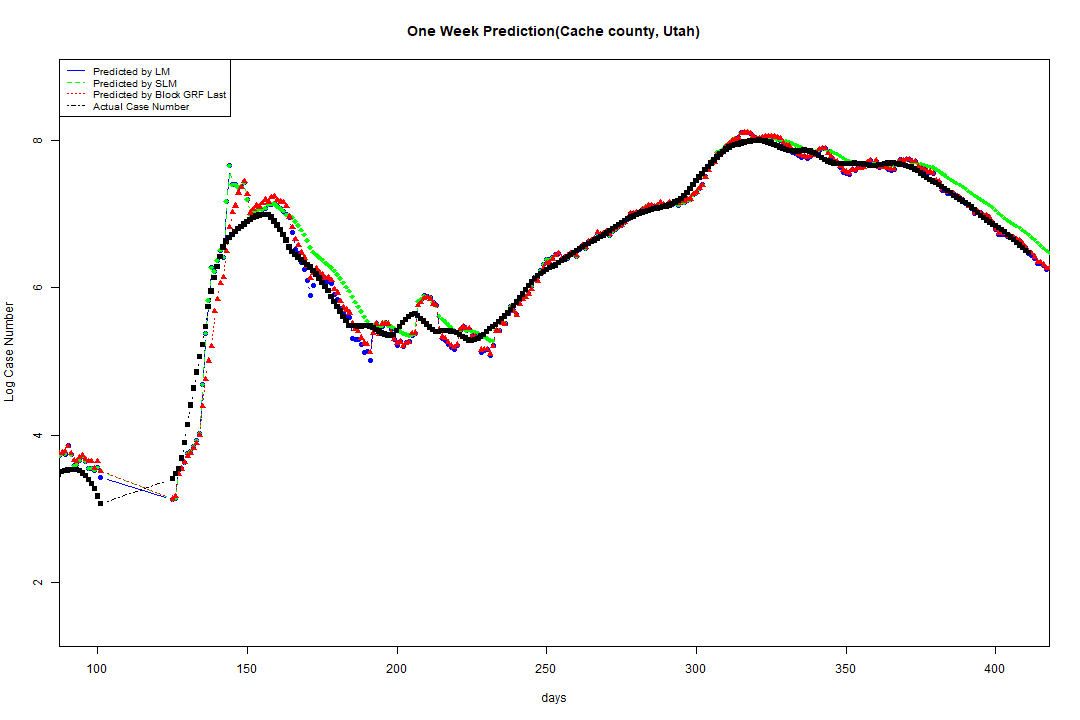 One Week Prediction(Cache county, Utah)
Predicted by LM
Predicted by SLM
Predicted by Block GRF Last
Actual Case Number
8
6
4
2
Log Case Number
100 150 200 250 300 350 400
days